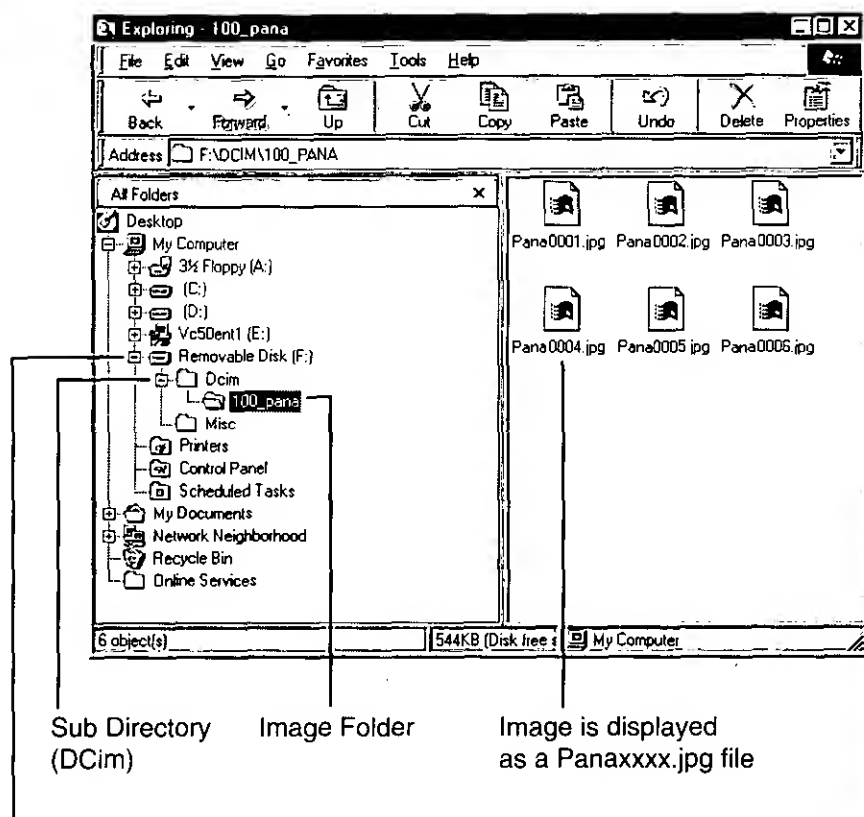 Exploring - 100_pana
File Edit View Go Favorites Tools Help
Back Forward Up Cut Copy Paste Undo Delete Properties
Address F:\DCIM\100_PANA
All Folders
Desktop
My Computer
3½ Floppy (A:)
(C:)
(D:)
Vc50ent1 (E:)
Removable Disk (F:)
Dcim
100_pana
Misc
Printers
Control Panel
Scheduled Tasks
My Documents
Network Neighborhood
Recycle Bin
Online Services
Pana0001.jpg Pana0002.jpg Pana0003.jpg
Pana0004.jpg Pana0005.jpg Pana0006.jpg
6 object(s) 544KB (Disk free s My Computer
Sub Directory
(DCim)
Image Folder
Image is displayed
as a Panaxxxx.jpg file